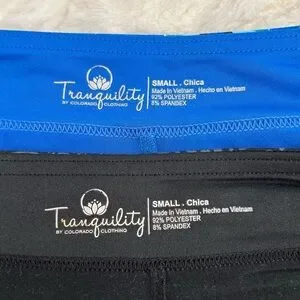 Tranquility
BY COLORADO CLOTHING
SMALL . Chica
Made in Vietnam . Hecho en Vietnam
92% POLYESTER
8% SPANDEX
Tranquility
BY COLORADO CLOTHING
SMALL . Chica
Made in Vietnam . Hecho en Vietnam
92% POLYESTER
8% SPANDEX